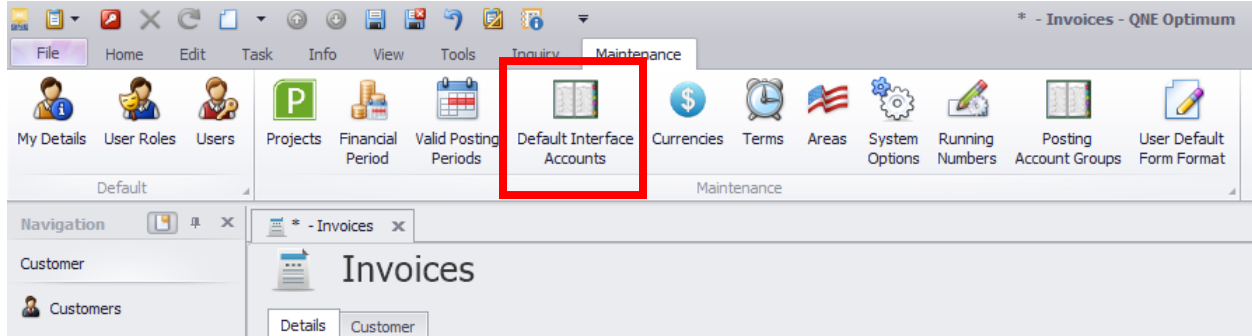 * - Invoices - QNE Optimum
File Home Edit Task Info View Tools Inquiry Maintenance
My Details User Roles Users Projects Financial Period Valid Posting Periods Default Interface Accounts Currencies Terms Areas System Options Running Numbers Posting Account Groups User Default Form Format
Default Maintenance
Navigation * - Invoices
Customer
Invoices
Customers
Details Customer